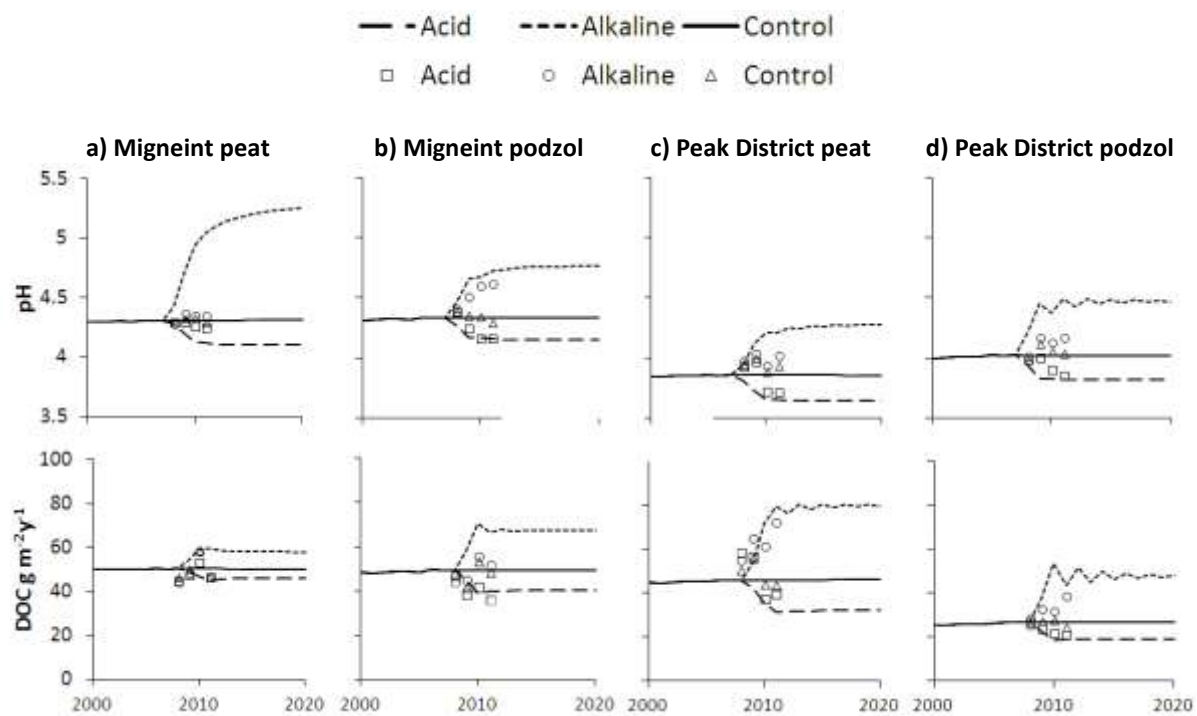 Acid Alkaline Control
Acid Alkaline Control
a) Migneint peat b) Migneint podzol c) Peak District peat d) Peak District podzol
5.5
5
4.5
4
3.5
pH
100
80
60
40
20
0
DOC g m⁻²y⁻¹
2000 2010 2020 2000 2010 2020 2000 2010 2020 2000 2010 2020